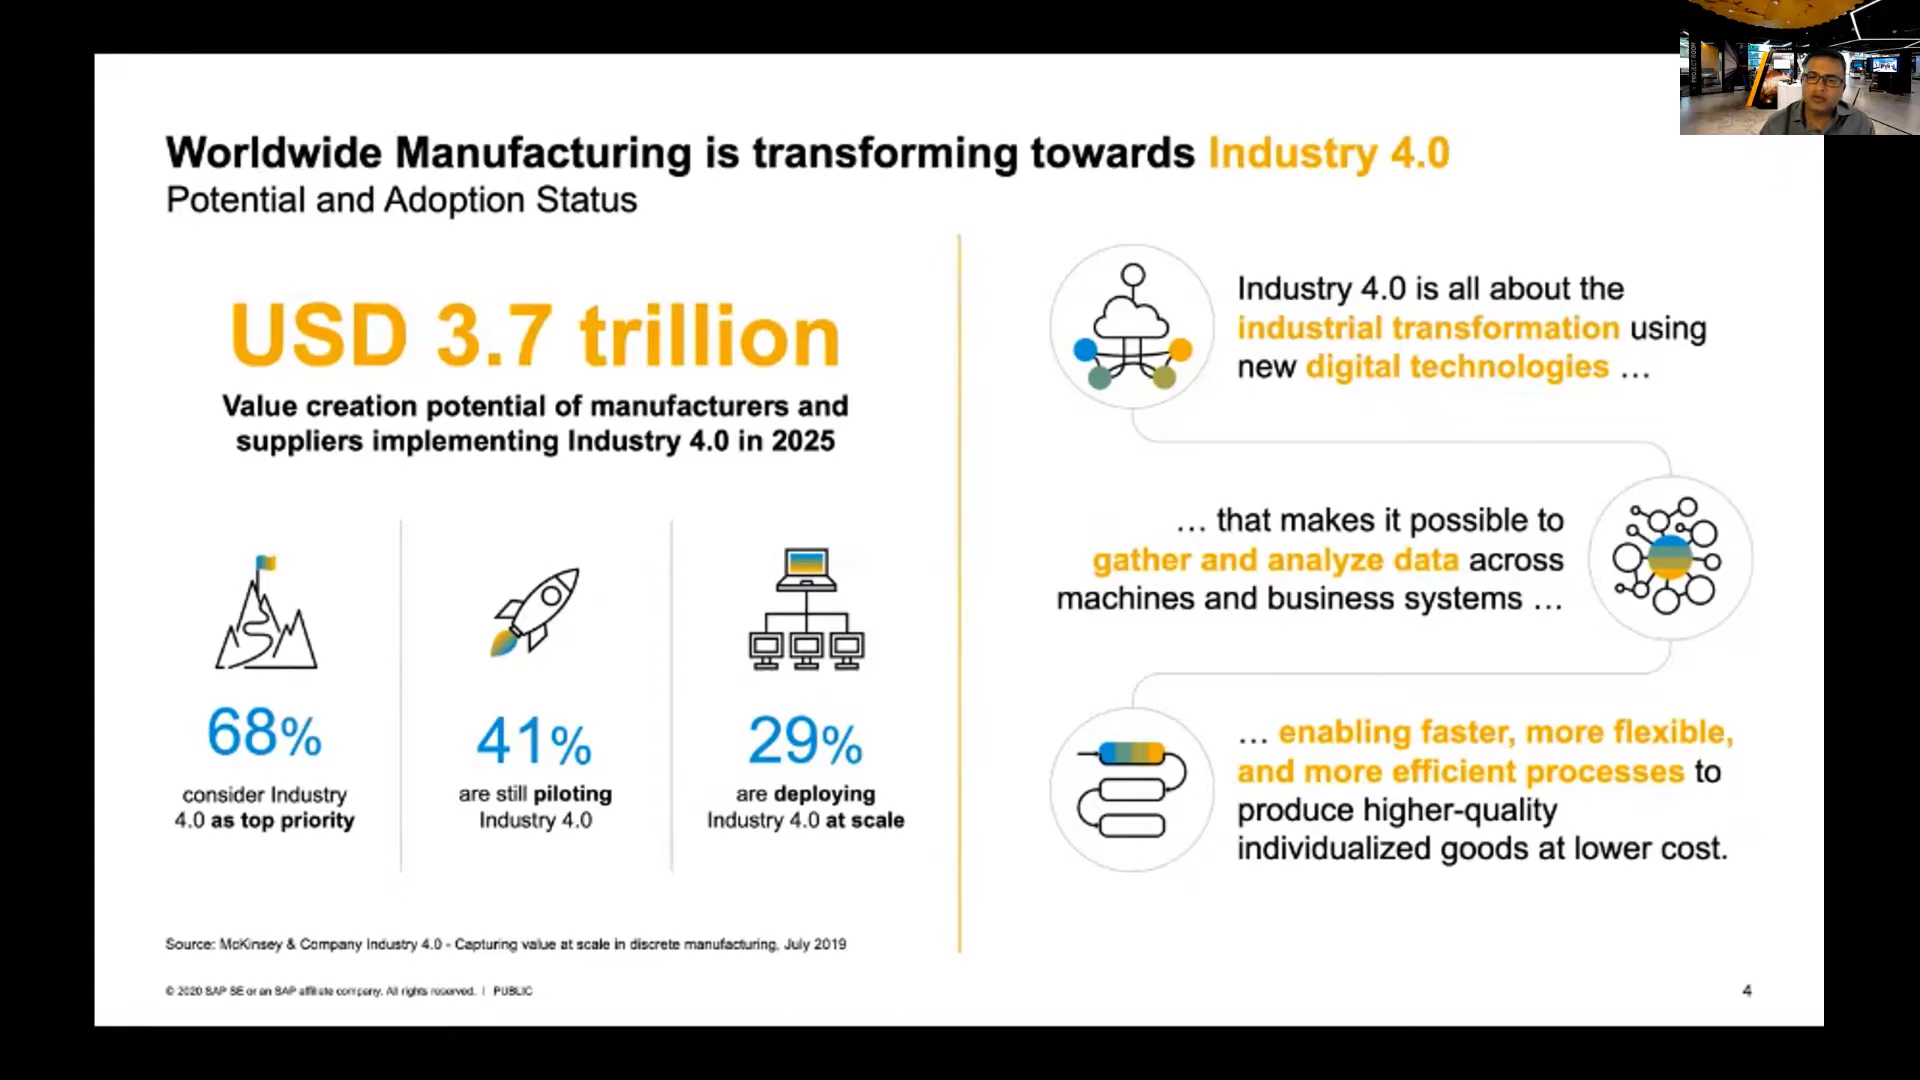 Worldwide Manufacturing is transforming towards Industry 4.0
Potential and Adoption Status
USD 3.7 trillion
Value creation potential of manufacturers and
suppliers implementing Industry 4.0 in 2025
68%
consider Industry
4.0 as top priority
41%
are still piloting
Industry 4.0
29%
are deploying
Industry 4.0 at scale
Industry 4.0 is all about the
industrial transformation using
new digital technologies …
… that makes it possible to
gather and analyze data across
machines and business systems …
… enabling faster, more flexible,
and more efficient processes to
produce higher-quality
individualized goods at lower cost.
Source: McKinsey & Company Industry 4.0 - Capturing value at scale in discrete manufacturing, July 2019
© 2020 SAP SE or an SAP affiliate company. All rights reserved. | PUBLIC
4
PROJECT ROOM